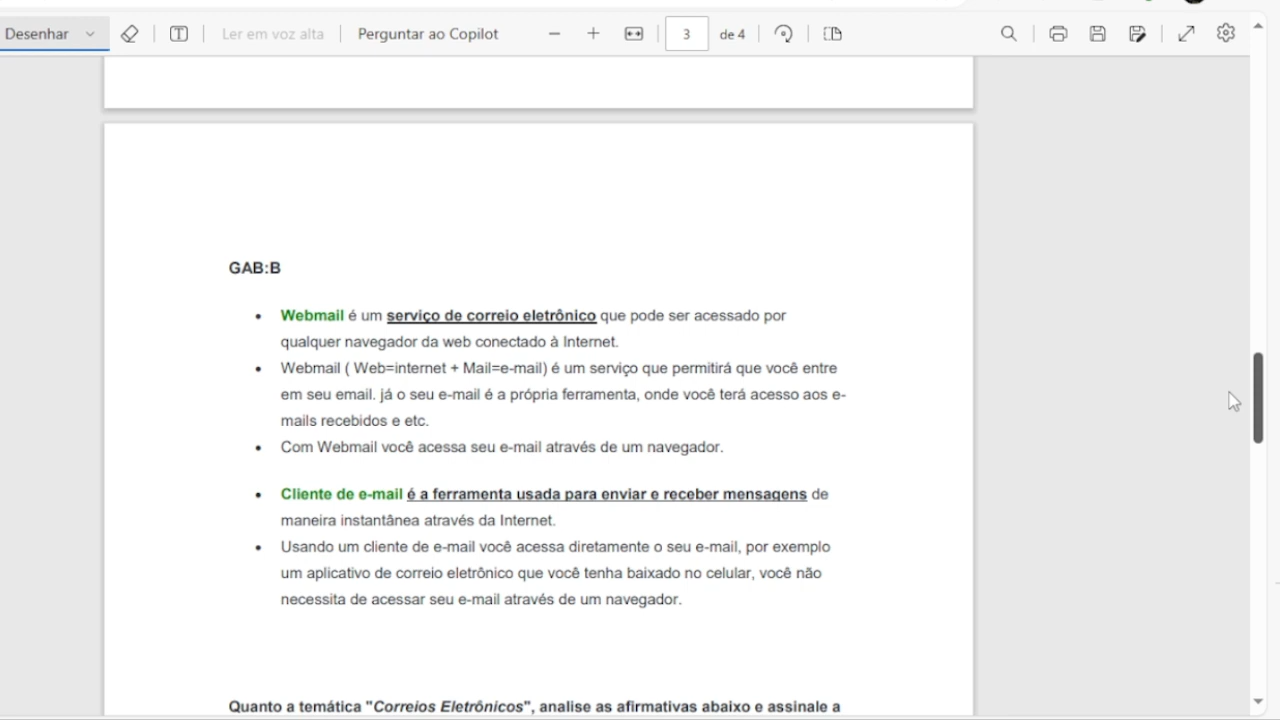 Desenhar
Ler em voz alta
Perguntar ao Copilot
3
de 4
GAB:B
• Webmail é um serviço de correio eletrônico que pode ser acessado por
qualquer navegador da web conectado à Internet.
• Webmail ( Web=internet + Mail=e-mail) é um serviço que permitirá que você entre
em seu email. já o seu e-mail é a própria ferramenta, onde você terá acesso aos e-
mails recebidos e etc.
• Com Webmail você acessa seu e-mail através de um navegador.
• Cliente de e-mail é a ferramenta usada para enviar e receber mensagens de
maneira instantânea através da Internet.
• Usando um cliente de e-mail você acessa diretamente o seu e-mail, por exemplo
um aplicativo de correio eletrônico que você tenha baixado no celular, você não
necessita de acessar seu e-mail através de um navegador.
Quanto a temática "Correios Eletrônicos", analise as afirmativas abaixo e assinale a